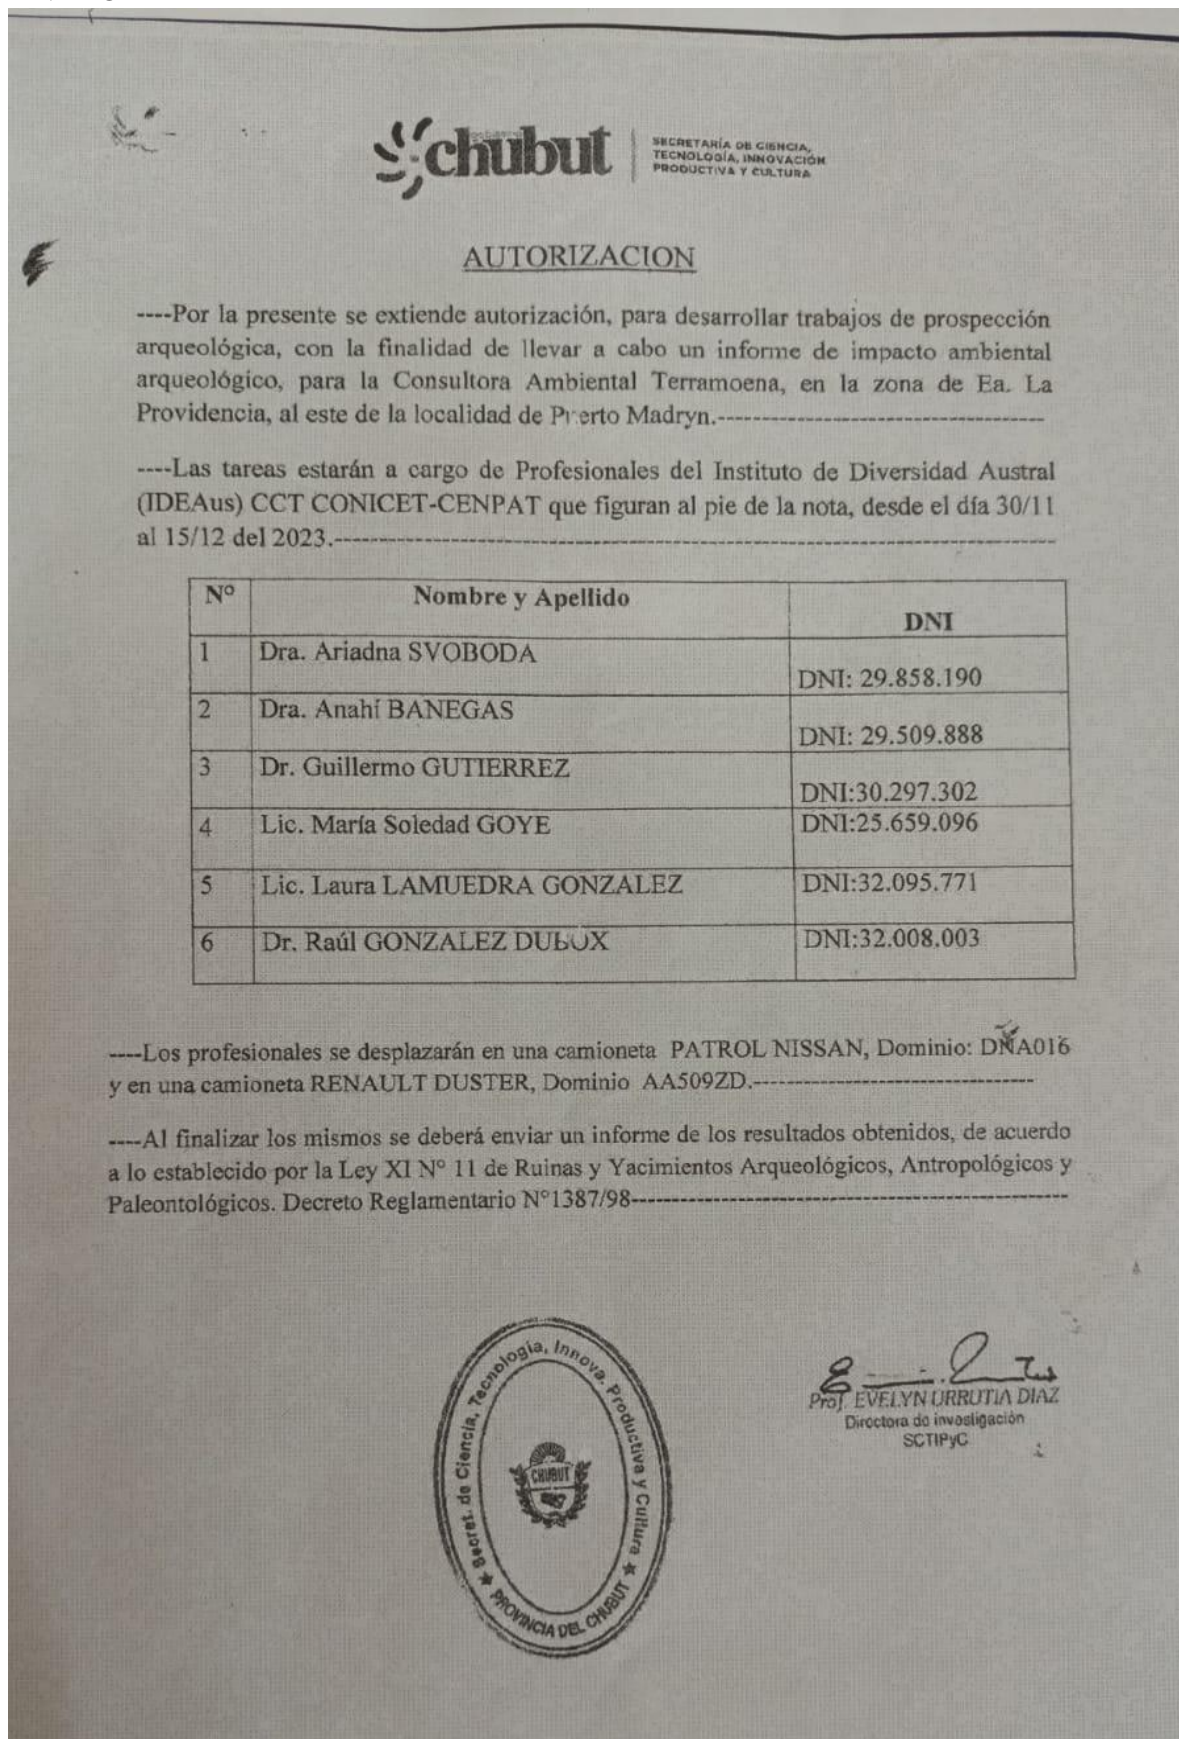 chubut
SECRETARÍA DE CIENCIA,
TECNOLOGÍA, INNOVACIÓN
PRODUCTIVA Y CULTURA
AUTORIZACION
----Por la presente se extiende autorización, para desarrollar trabajos de prospección
arqueológica, con la finalidad de llevar a cabo un informe de impacto ambiental
arqueológico, para la Consultora Ambiental Terramoena, en la zona de Ea. La
Providencia, al este de la localidad de Puerto Madryn.-----------------------------------
----Las tareas estarán a cargo de Profesionales del Instituto de Diversidad Austral
(IDEAus) CCT CONICET-CENPAT que figuran al pie de la nota, desde el día 30/11
al 15/12 del 2023.---------------------------------------------------------------------------------
Nº Nombre y Apellido DNI
1 Dra. Ariadna SVOBODA DNI: 29.858.190
2 Dra. Anahí BANEGAS DNI: 29.509.888
3 Dr. Guillermo GUTIERREZ DNI:30.297.302
4 Lic. María Soledad GOYE DNI:25.659.096
5 Lic. Laura LAMUEDRA GONZALEZ DNI:32.095.771
6 Dr. Raúl GONZALEZ DUBOX DNI:32.008.003
----Los profesionales se desplazarán en una camioneta PATROL NISSAN, Dominio: DNA016
y en una camioneta RENAULT DUSTER, Dominio AA509ZD.---------------------------------
----Al finalizar los mismos se deberá enviar un informe de los resultados obtenidos, de acuerdo
a lo establecido por la Ley XI Nº 11 de Ruinas y Yacimientos Arqueológicos, Antropológicos y
Paleontológicos. Decreto Reglamentario N°1387/98--------------------------------------------------
Secret. de Ciencia, Tecnología, Innova. Productiva y Cultura
CHUBUT
PROVINCIA DEL CHUBUT
Prof. EVELYN URRUTIA DIAZ
Directora de investigación
SCTIPyC